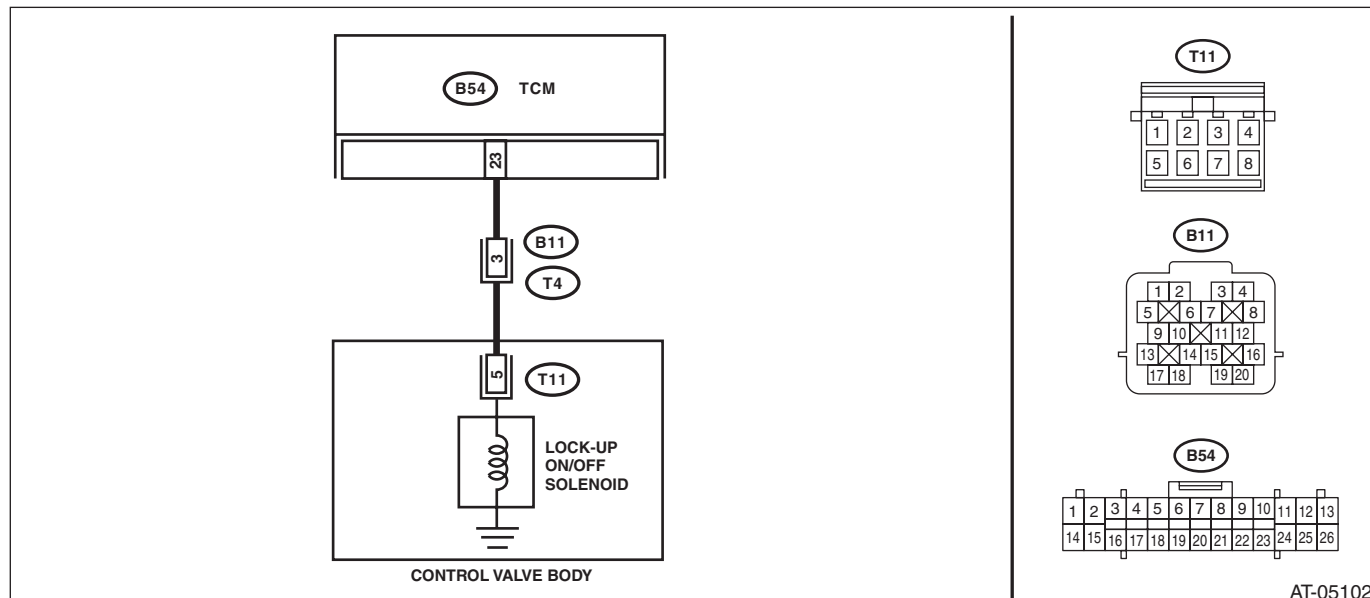 B54 TCM
23
3
B11
T4
5
T11
LOCK-UP
ON/OFF
SOLENOID
CONTROL VALVE BODY
T11
1 2 3 4
5 6 7 8
B11
1 2 3 4
5 6 7 8
9 10 11 12
13 14 15 16
17 18 19 20
B54
1 2 3 4 5 6 7 8 9 10 11 12 13
14 15 16 17 18 19 20 21 22 23 24 25 26
AT-05102